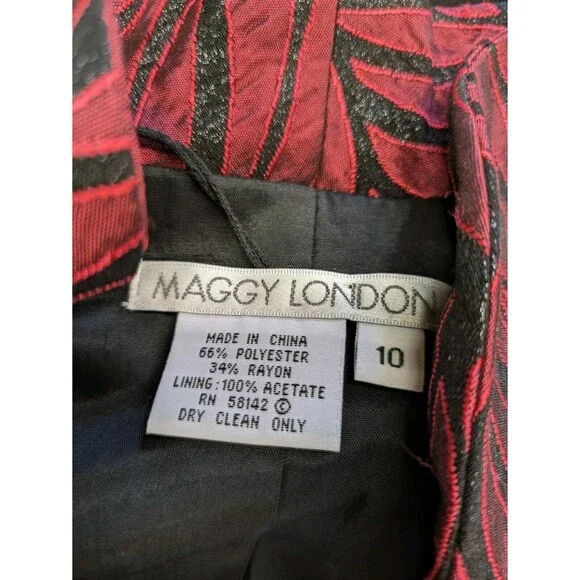 MAGGY LONDON
MADE IN CHINA
66% POLYESTER
34% RAYON
LINING:100% ACETATE
RN 58142 ©
DRY CLEAN ONLY
10